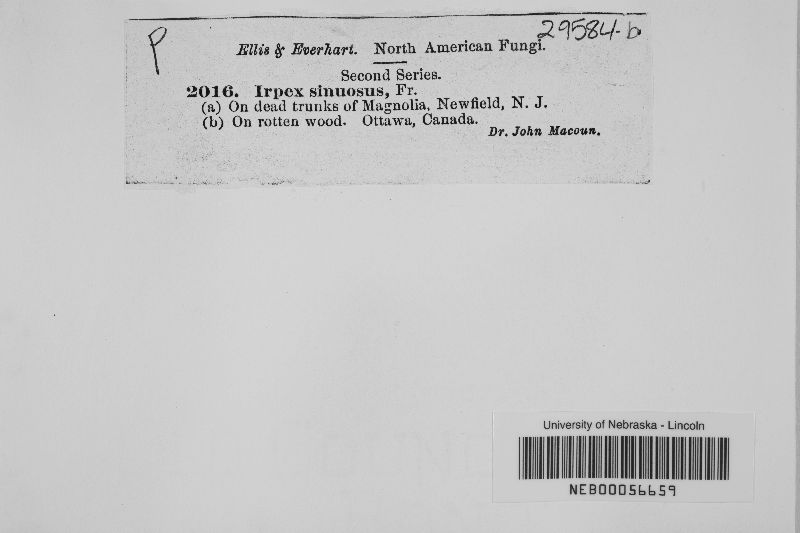 P
29584-b
Ellis & Everhart. North American Fungi.
Second Series.
2016. Irpex sinuosus, Fr.
(a) On dead trunks of Magnolia, Newfield, N. J.
(b) On rotten wood. Ottawa, Canada.
Dr. John Macoun.
University of Nebraska - Lincoln
NEB00056659